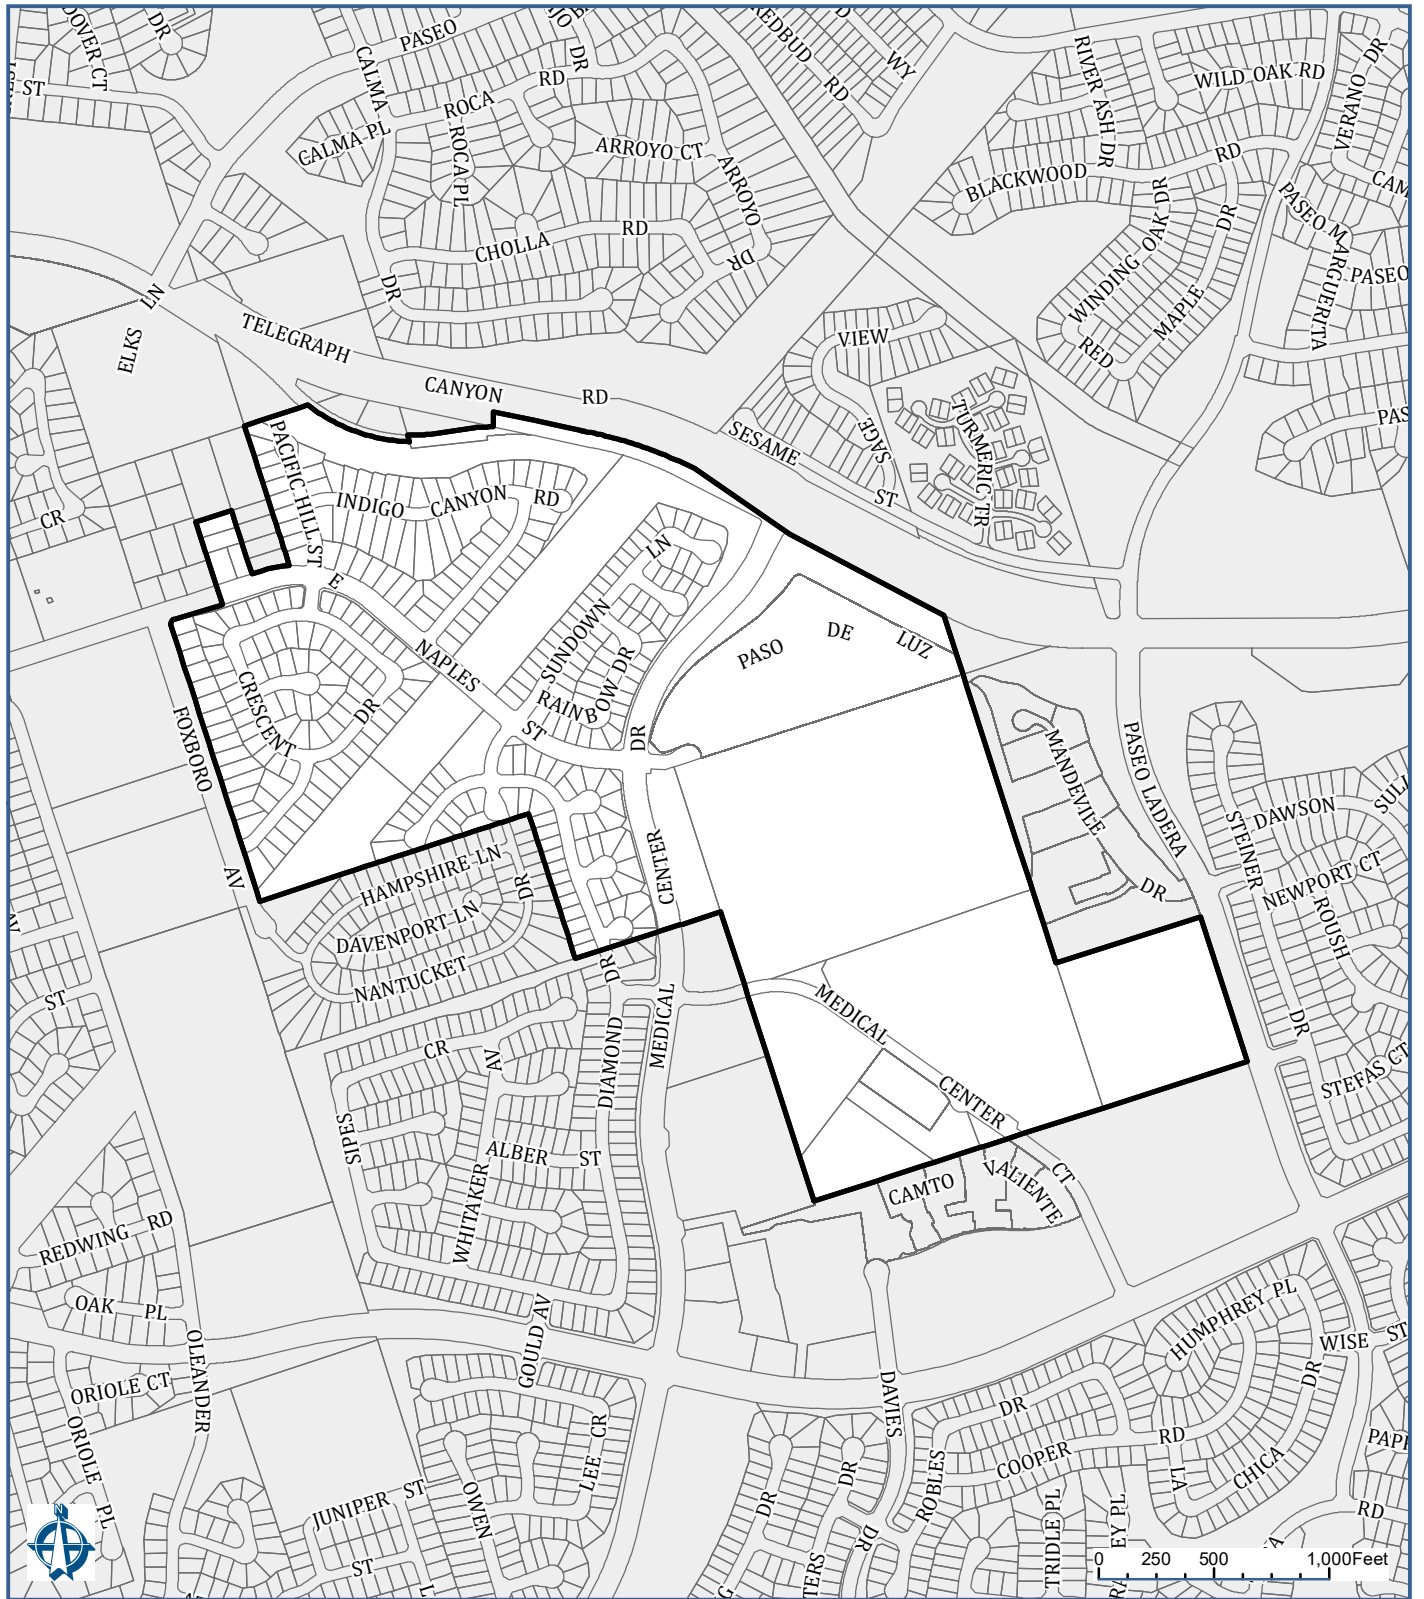 DOVER CT
DR
ST
CALMA
PASEO
DR
REDBUD
RD
WY
RIVER ASH DR
WILD OAK RD
VERANO DR
ROCA
RD
CALMA PL
ROCA PL
ARROYO CT
ARROYO
DR
BLACKWOOD
RD
CHOLLA
RD
DR
WINDING OAK DR
RED
MAPLE
DR
PASEO MARGUERITA
PASEO
ELKS
LN
TELEGRAPH
CANYON
RD
VIEW
SAGE
TURMERIC TR
SESAME
ST
CR
PACIFIC HILL ST
INDIGO
CANYON
RD
E
NAPLES
ST
SUNDOWN
LN
RAINBOW DR
PASO
DE
LUZ
CRESCENT
DR
FOXBORO
AV
DR
MANDEVILE
DR
PASEO LADERA
STEINER
DR
DAWSON
NEWPORT CT
ROUSH
STEFAS CT
HAMPSHIRE LN
DAVENPORT LN
NANTUCKET
DR
CENTER
DR
MEDICAL
MEDICAL
CENTER
CT
ST
CR
AV
DIAMOND
SIPES
ALBER
ST
WHITAKER
CAMTO
VALIENTE
REDWING
RD
OAK
PL
ORIOLE CT
ORIOLE
PL
OLEANDER
GOULD AV
DAVIES
DR
HUMPHREY PL
WISE
ST
DR
CHICA
LA
RD
COOPER
DR
ROBLES
LEE
CR
OWEN
JUNIPER
ST
ST
DR
DR
TRIDLE PL
RD
N
0
250
500
1,000Feet